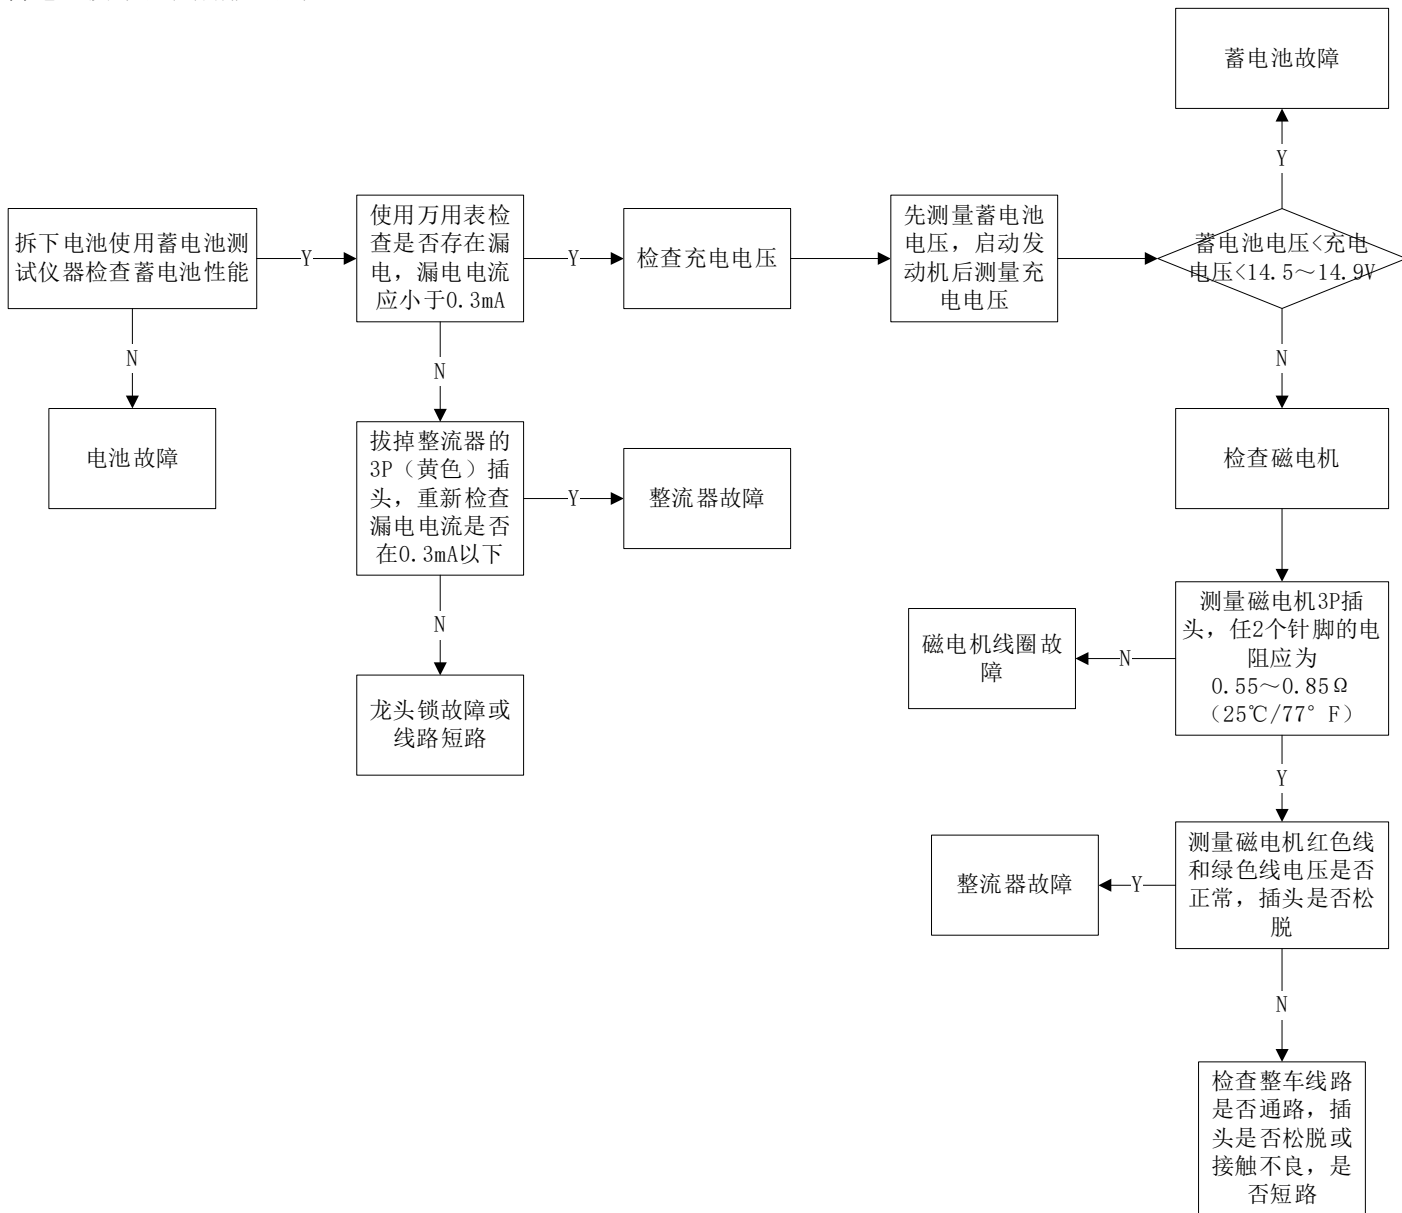 蓄电池故障
Y
拆下电池使用蓄电池测
试仪器检查蓄电池性能
Y
使用万用表检
查是否存在漏
电，漏电电流
应小于0.3mA
Y
检查充电电压
先测量蓄电池
电压，启动发
动机后测量充
电电压
蓄电池电压<充电
电压<14.5～14.9V
N
N
N
电池故障
拔掉整流器的
3P（黄色）插
头，重新检查
漏电电流是否
在0.3mA以下
Y
整流器故障
检查磁电机
N
龙头锁故障或
线路短路
测量磁电机3P插
头，任2个针脚的电
阻应为
0.55～0.85Ω
（25℃/77°F）
N
磁电机线圈故
障
Y
测量磁电机红色线
和绿色线电压是否
正常，插头是否松
脱
Y
整流器故障
N
检查整车线路
是否通路，插
头是否松脱或
接触不良，是
否短路